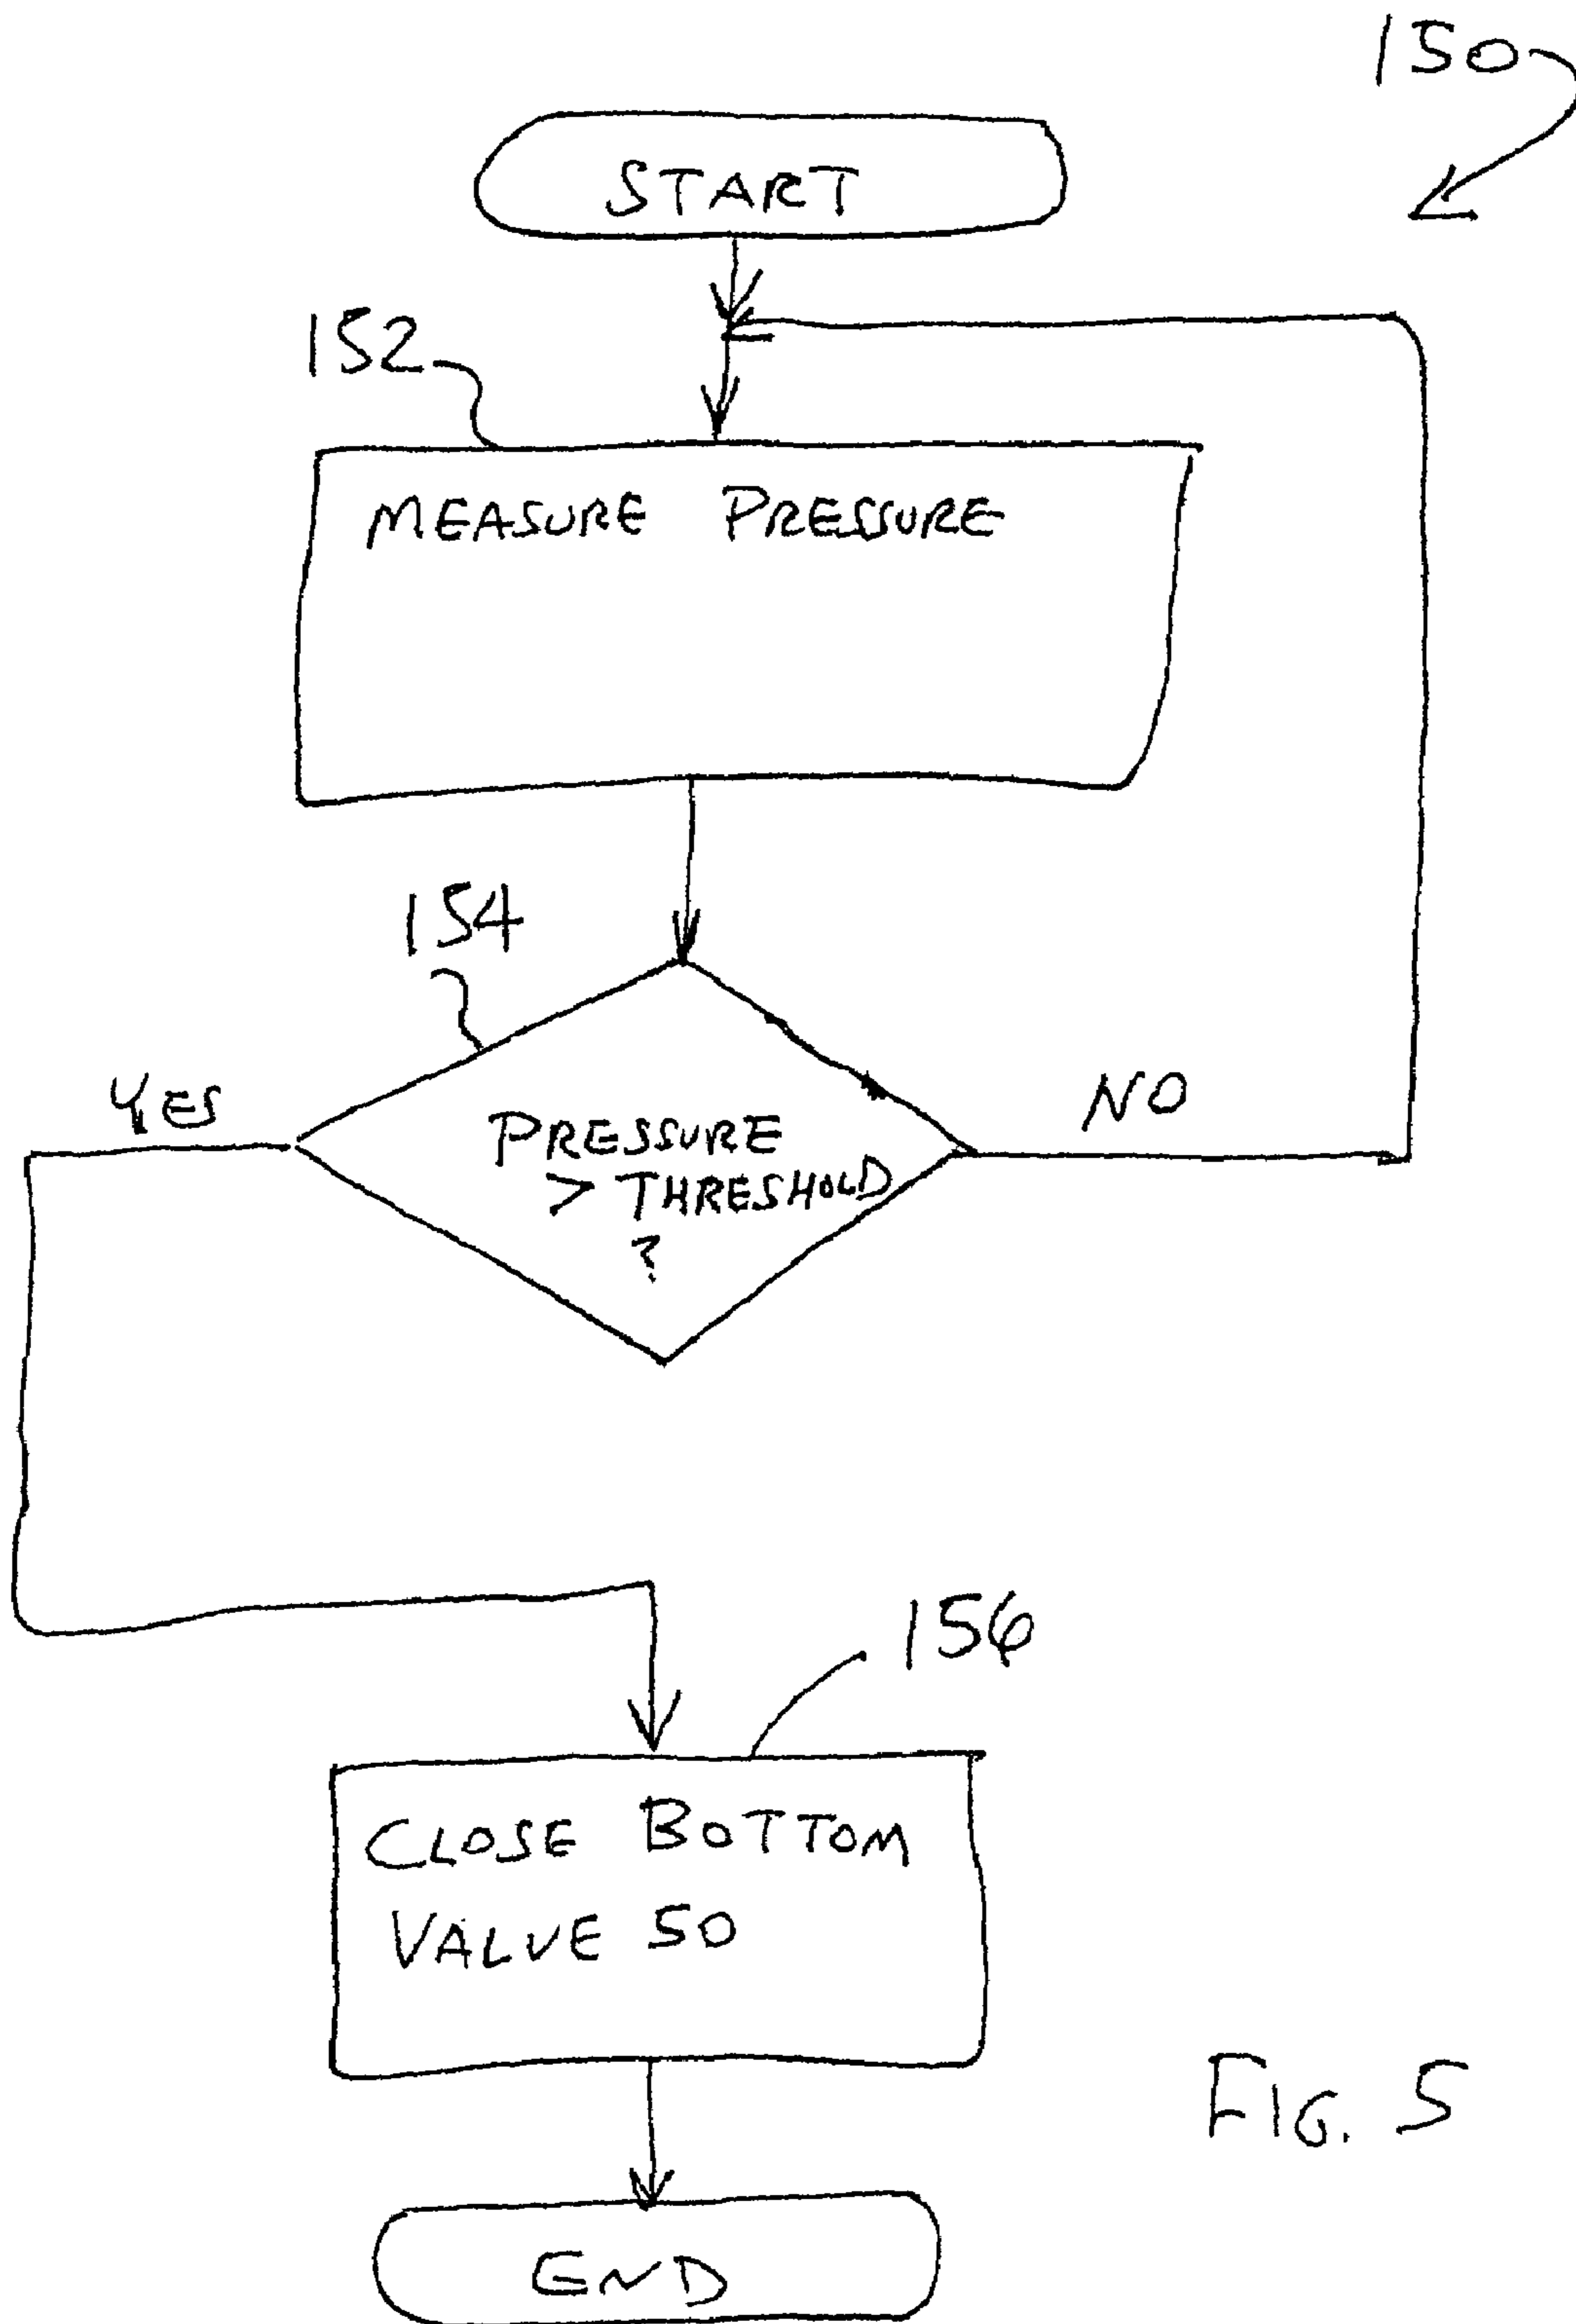 150
START
152
MEASURE PRESSURE
154
YES
NO
PRESSURE
> THRESHOLD
?
156
CLOSE BOTTOM
VALVE 50
FIG. 5
END